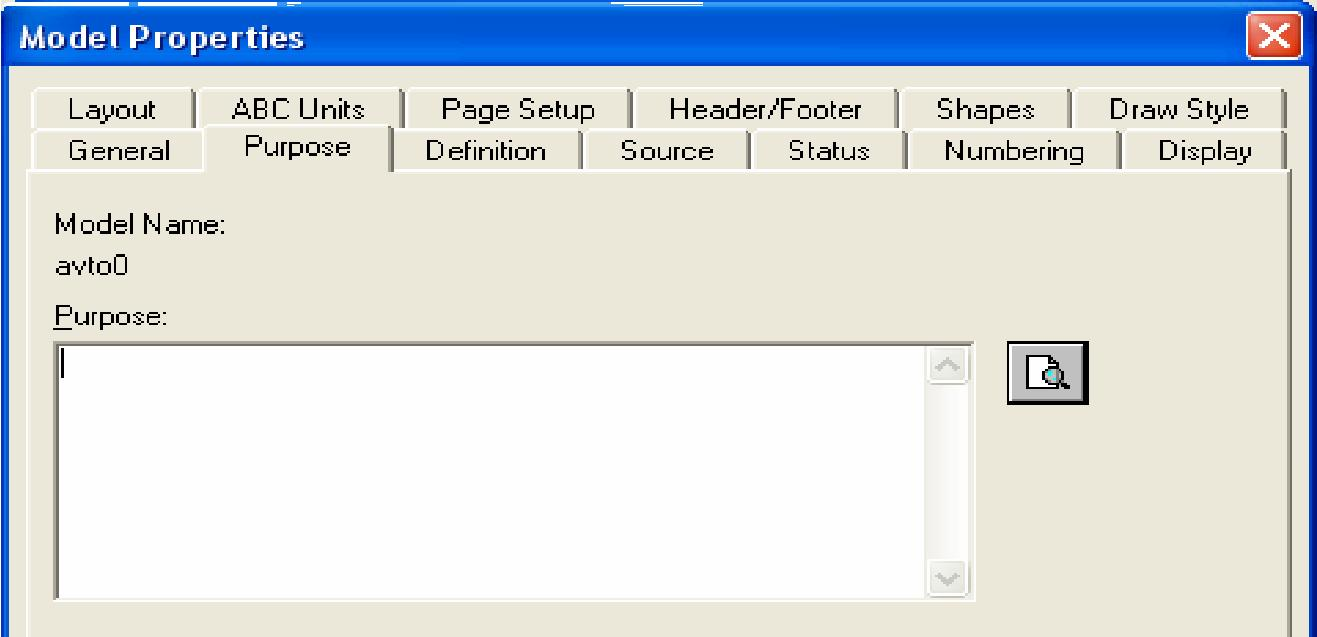 Model Properties
Layout ABC Units Page Setup Header/Footer Shapes Draw Style
General Purpose Definition Source Status Numbering Display
Model Name:
avto0
Purpose: